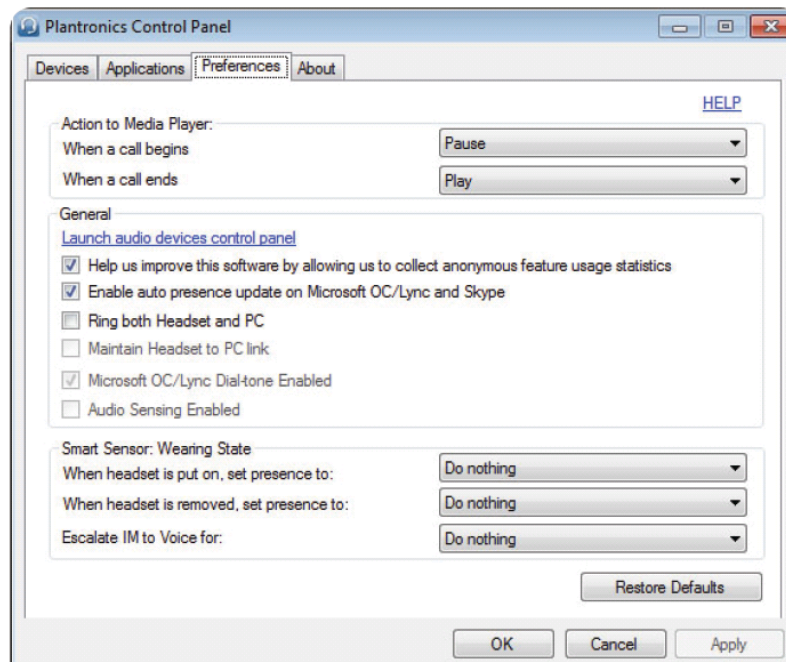 Plantronics Control Panel
Devices Applications Preferences About
HELP
Action to Media Player:
When a call begins Pause
When a call ends Play
General
Launch audio devices control panel
Help us improve this software by allowing us to collect anonymous feature usage statistics
Enable auto presence update on Microsoft OC/Lync and Skype
Ring both Headset and PC
Maintain Headset to PC link
Microsoft OC/Lync Dial-tone Enabled
Audio Sensing Enabled
Smart Sensor: Wearing State
When headset is put on, set presence to: Do nothing
When headset is removed, set presence to: Do nothing
Escalate IM to Voice for: Do nothing
Restore Defaults
OK Cancel Apply